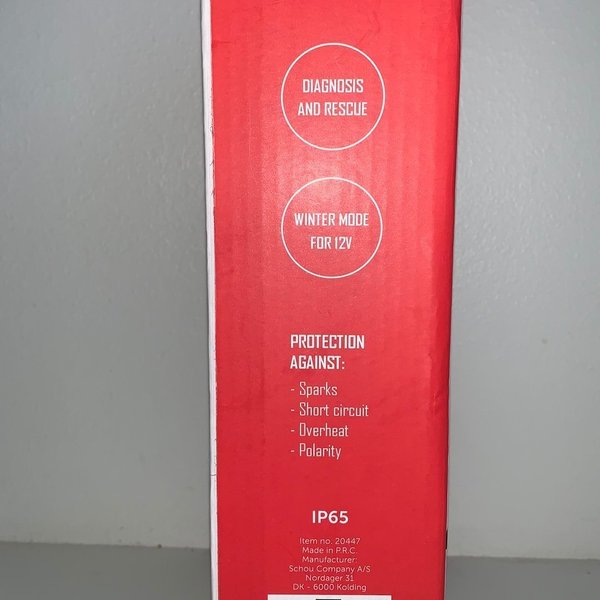 DIAGNOSIS
AND RESCUE
WINTER MODE
FOR 12V
PROTECTION
AGAINST:
- Sparks
- Short circuit
- Overheat
- Polarity
IP65
Item no. 20447
Made in P.R.C.
Manufacturer:
Schou Company A/S
Nordager 31
DK - 6000 Kolding